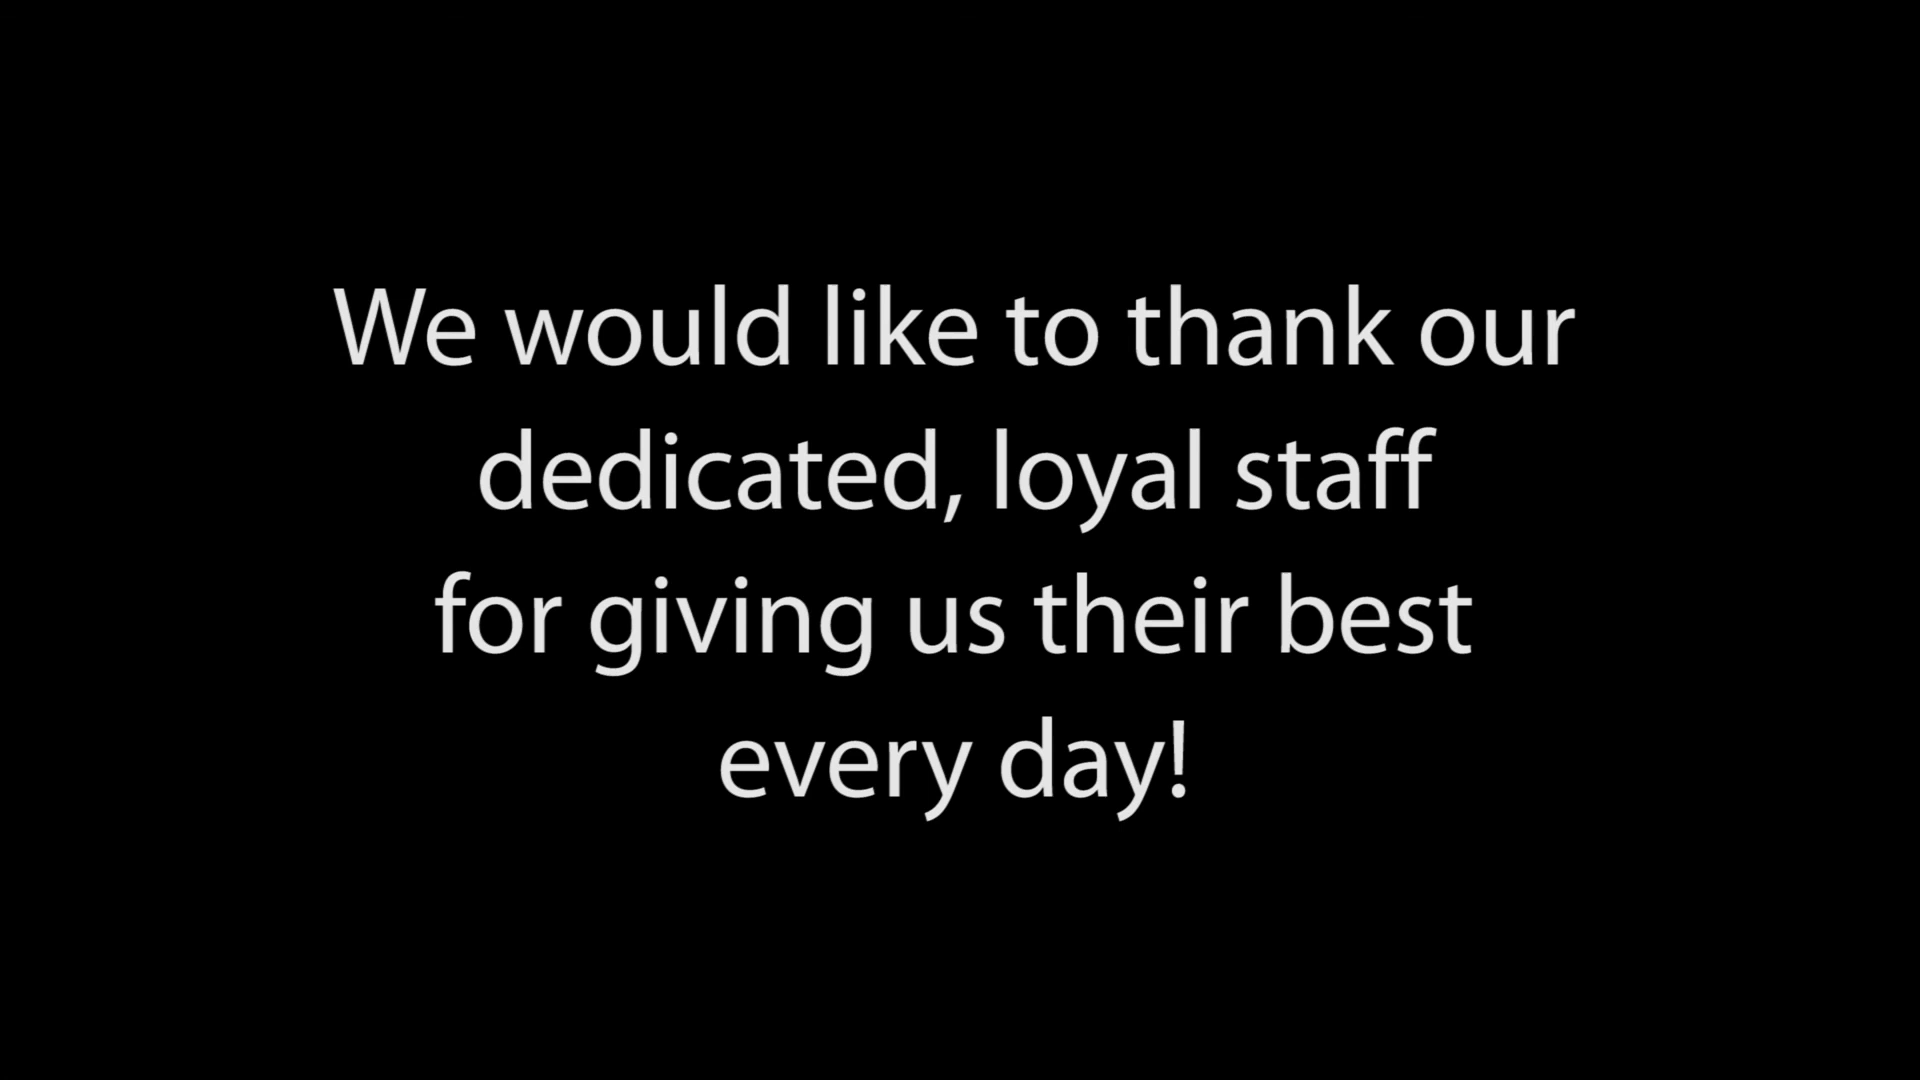 We would like to thank our
dedicated, loyal staff
for giving us their best
every day!